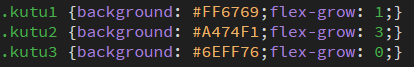 .kutu1 {background: #FF6769;flex-grow: 1;}
.kutu2 {background: #A474F1;flex-grow: 3;}
.kutu3 {background: #6EFF76;flex-grow: 0;}